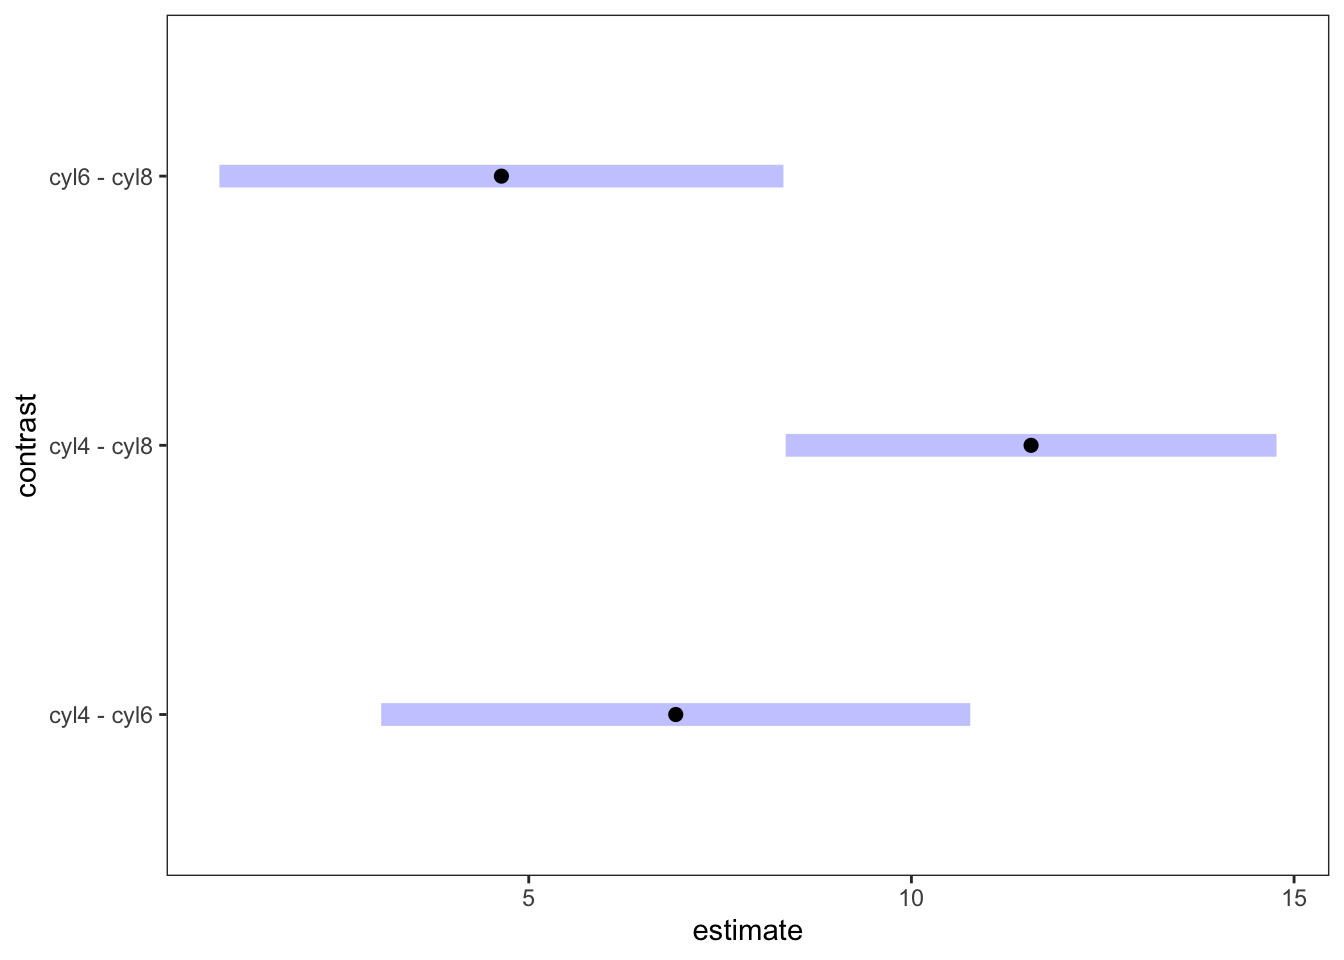 contrast
cyl6 - cyl8
cyl4 - cyl8
cyl4 - cyl6
5 10 15
estimate